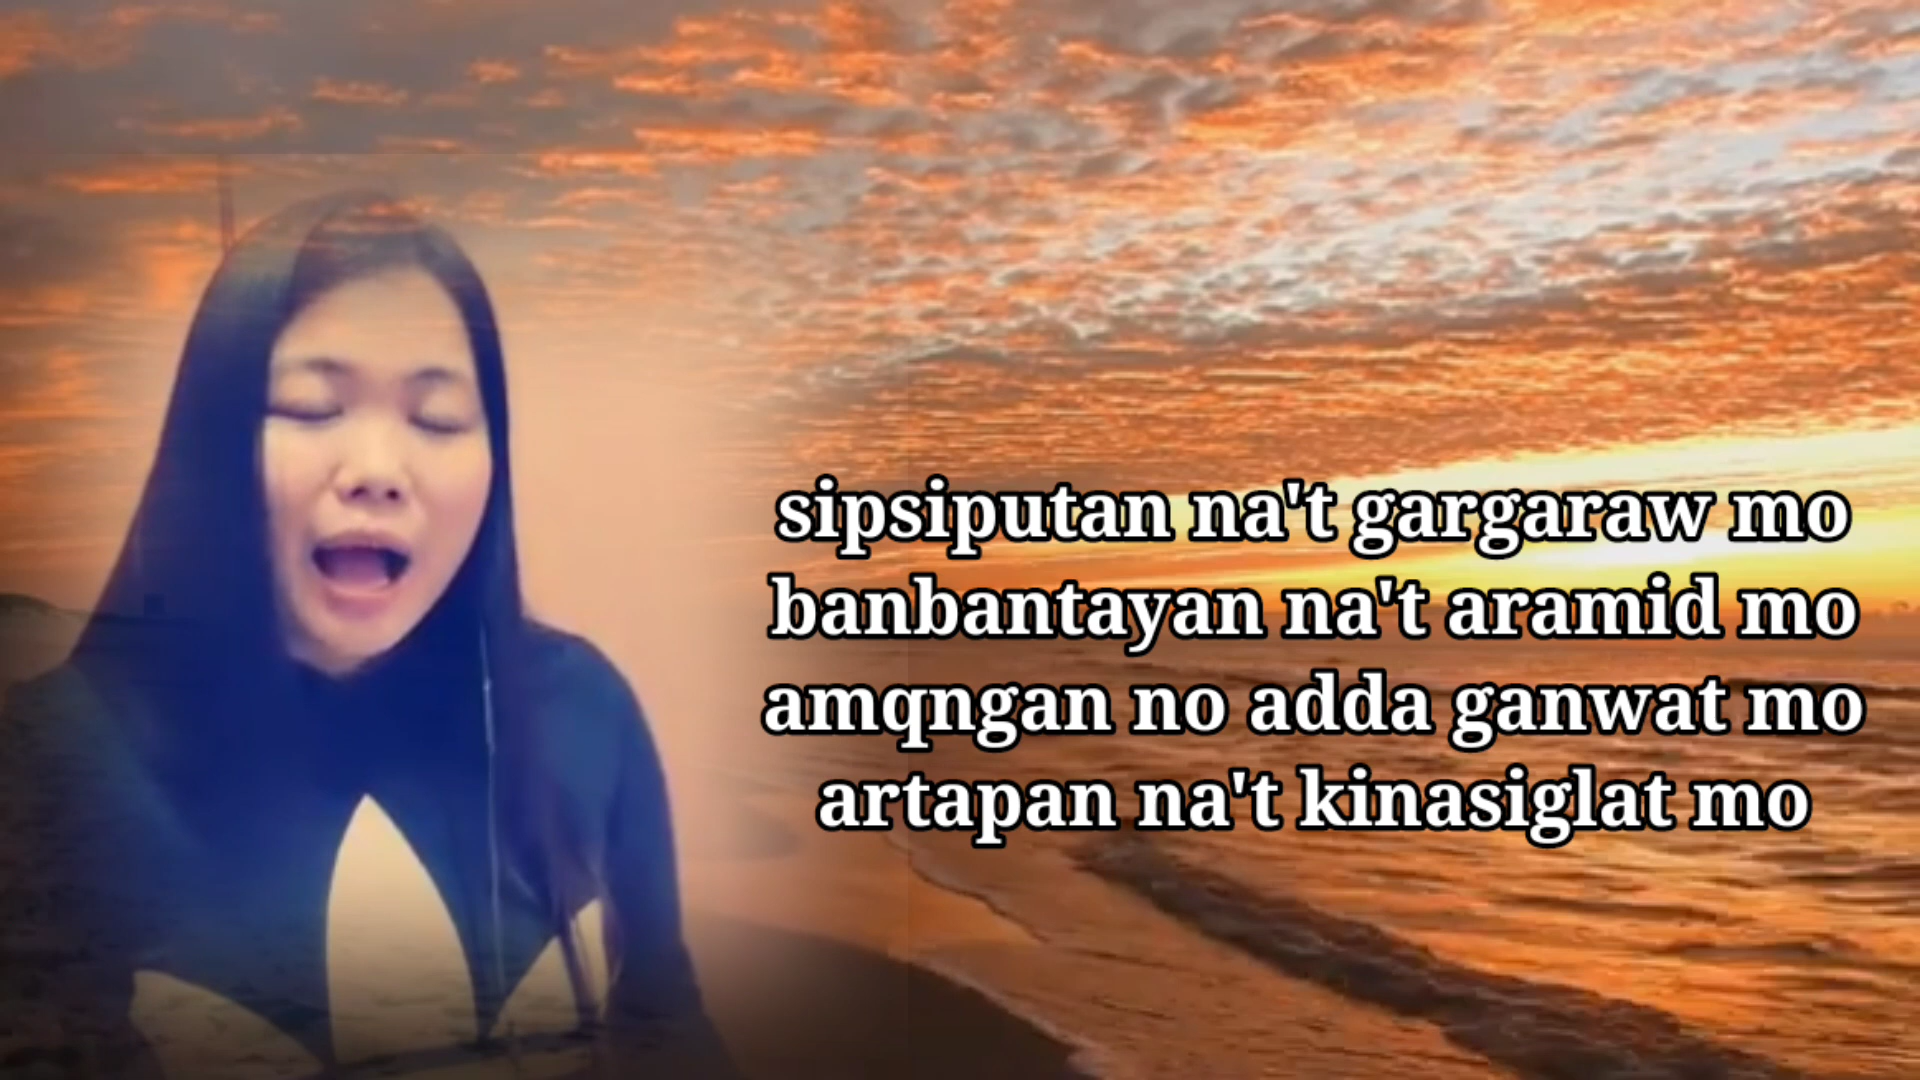 sipsiputan na't gargaraw mo
banbantayan na't aramid mo
amqngan no adda ganwat mo
artapan na't kinasiglat mo